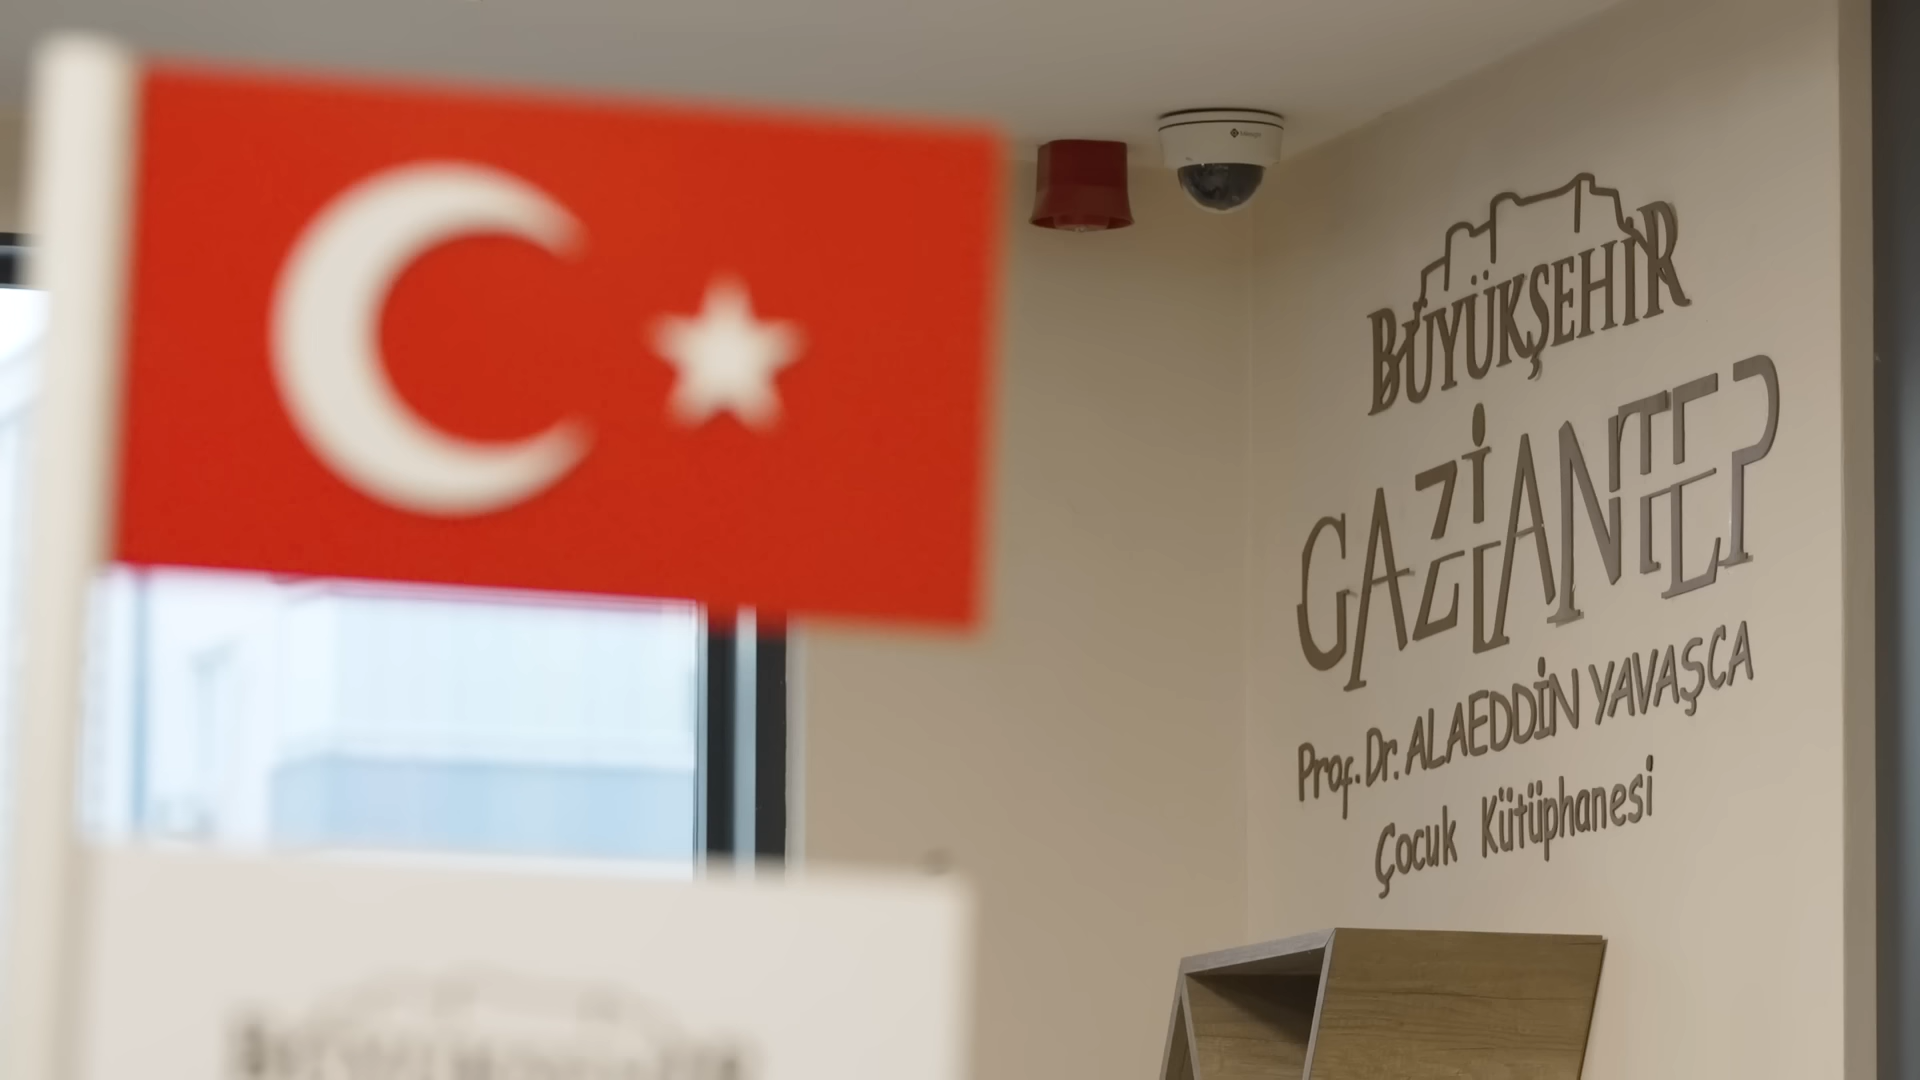 BÜYÜKŞEHİR
GAZİANTEP
Prof. Dr. ALAEDDİN YAVAŞCA
Çocuk Kütüphanesi